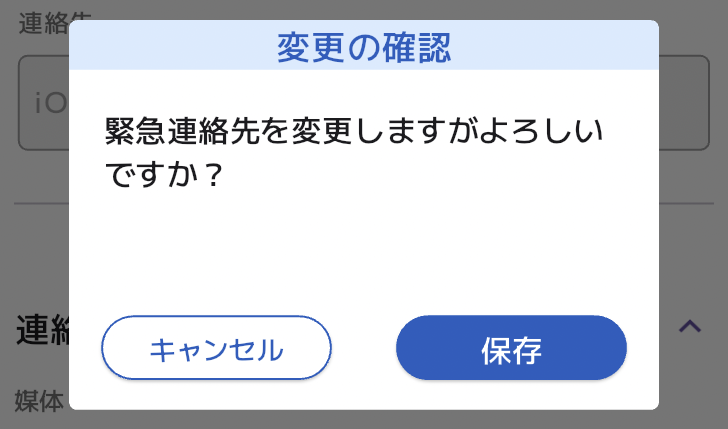 連絡先
変更の確認
iO
緊急連絡先を変更しますがよろしい
ですか？
連絡
キャンセル
保存
媒体